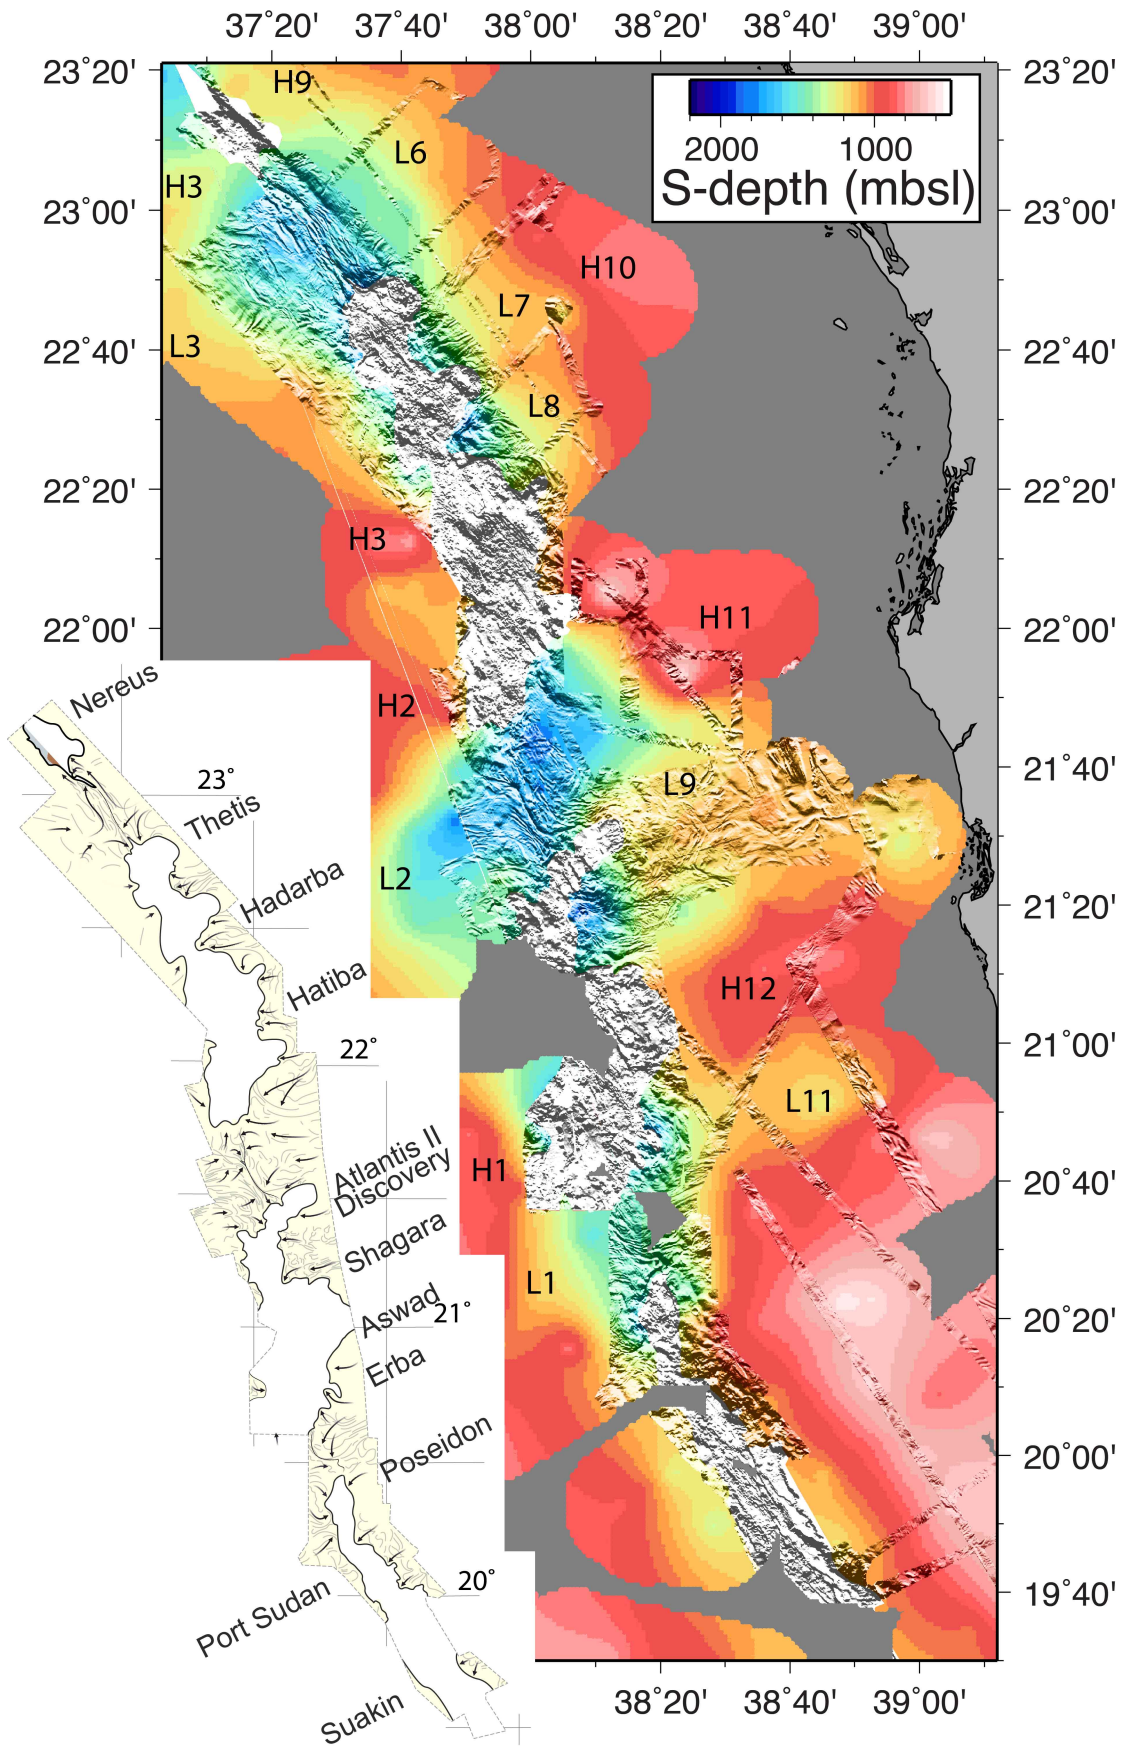 37°20' 37°40' 38°00' 38°20' 38°40' 39°00'
23°20' 23°20'
H9
2000 1000
S-depth (mbsl)
L6
H3
23°00' 23°00'
H10
L7
L3
22°40' 22°40'
L8
22°20' 22°20'
H3
H11
22°00' 22°00'
Nereus
H2
23°
L9
21°40' 21°40'
Thetis
L2
Hadarba
21°20' 21°20'
Hatiba
H12
22°
21°00'
L11
Atlantis II
Discovery
H1
20°40'
Shagara
L1
Aswad
21°
20°20'
Erba
Poseidon
20°00'
20°
Port Sudan
19°40'
Suakin
38°20' 38°40' 39°00'